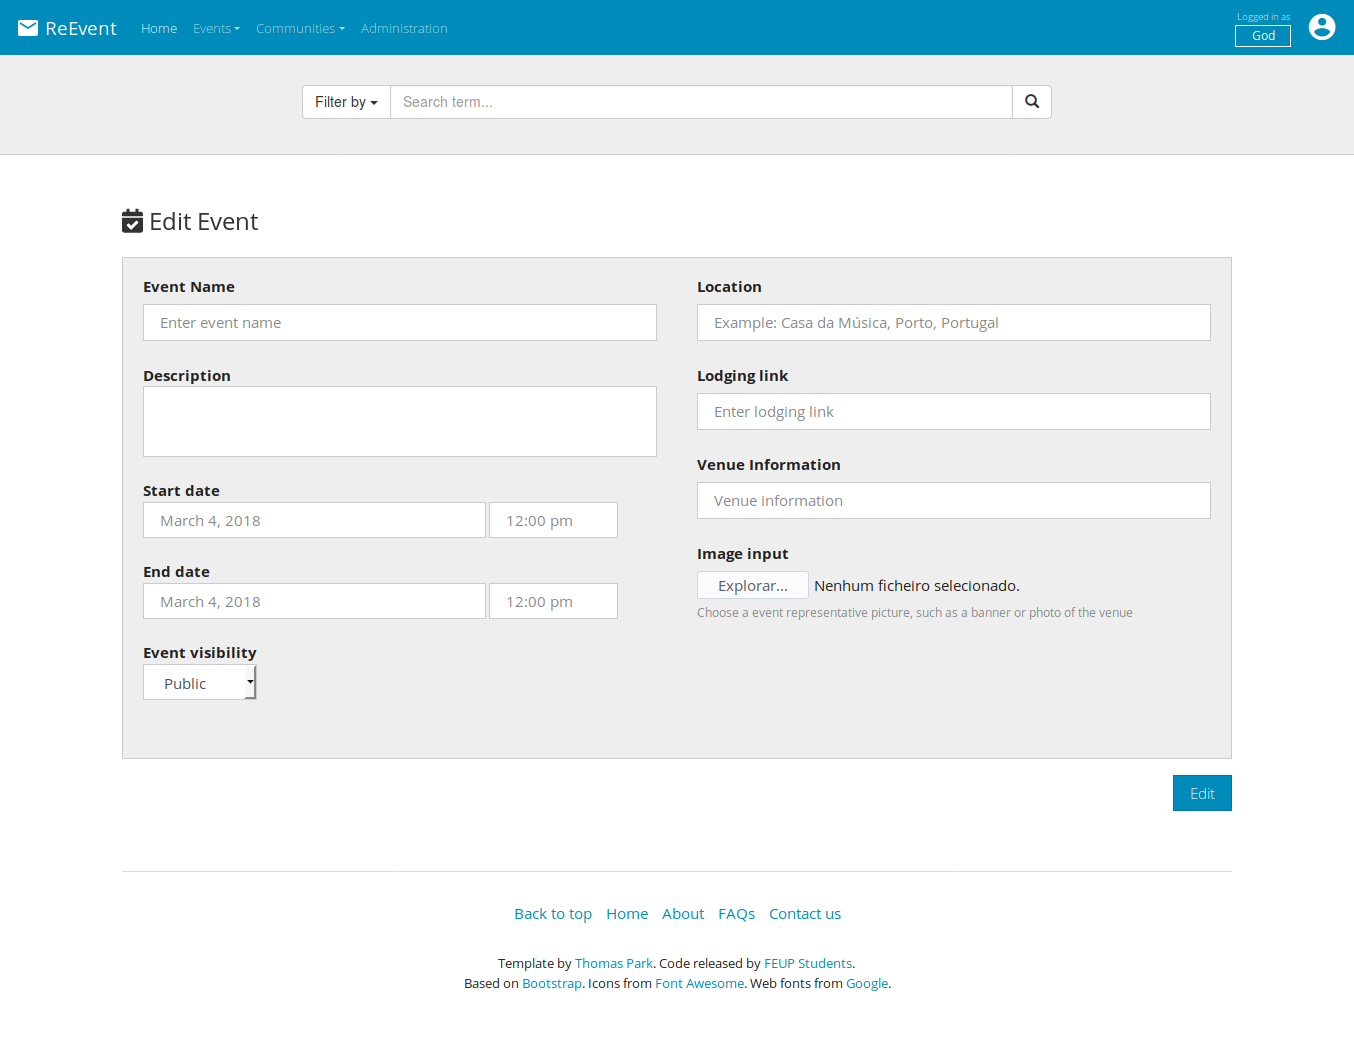 ReEvent Home Events Communities Administration
Logged in as
God
Filter by Search term...
Edit Event
Event Name
Enter event name
Description
Start date
March 4, 2018 12:00 pm
End date
March 4, 2018 12:00 pm
Event visibility
Public
Location
Example: Casa da Música, Porto, Portugal
Lodging link
Enter lodging link
Venue Information
Venue information
Image input
Explorar... Nenhum ficheiro selecionado.
Choose a event representative picture, such as a banner or photo of the venue
Edit
Back to top Home About FAQs Contact us
Template by Thomas Park. Code released by FEUP Students.
Based on Bootstrap. Icons from Font Awesome. Web fonts from Google.